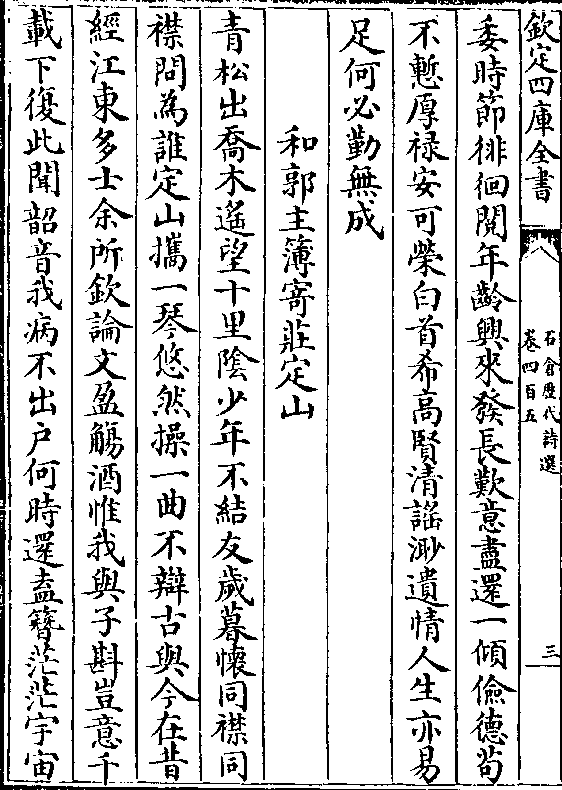 欽定四庫全書
石倉歷代詩選
卷四百五
三
委時節徘徊閱年齡興來發長歎意盡還一傾儉德茍
不慙厚祿安可榮白首希高賢清謡渺遺情人生亦易
足何必勤無成
和郭主簿寄莊定山
青松出喬木遙望十里陰少年不結友歲暮懷同襟同
襟問為誰定山攜一琴悠然操一曲不辯古與今在昔
經江東多士余所欽論文盈觴酒惟我與子斟豈意千
載下復此聞韶音我病不出户何時還盍簪茫茫宇宙